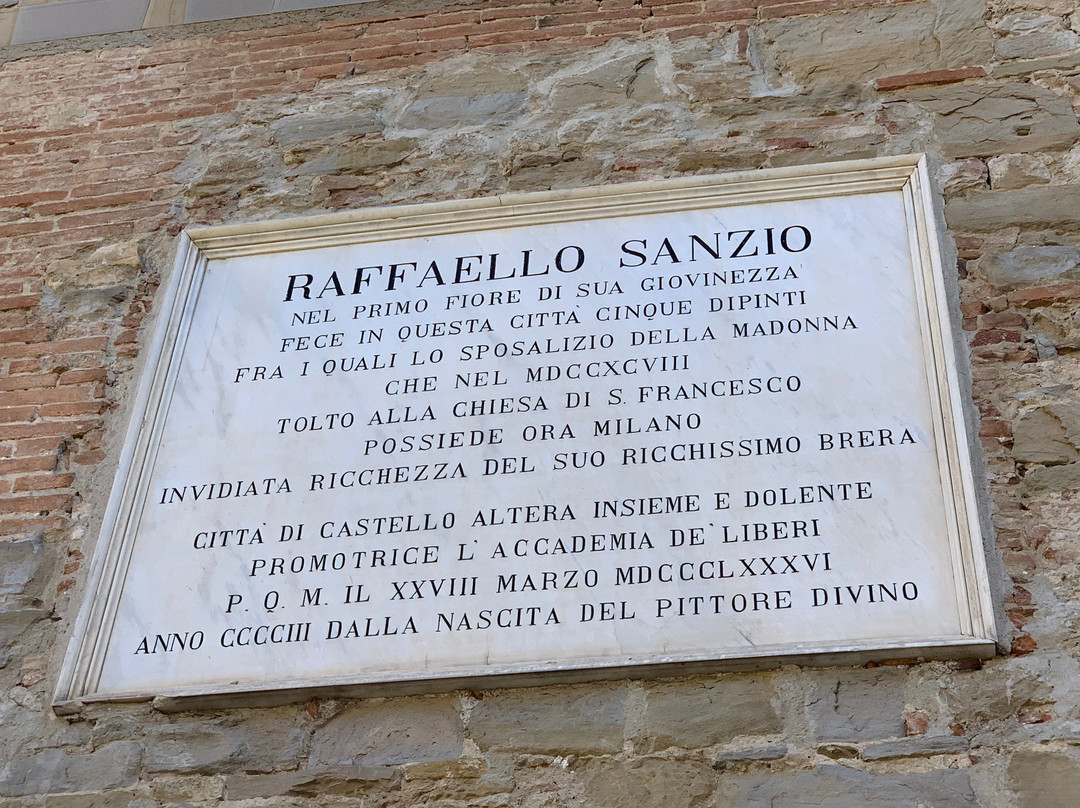 RAFFAELLO SANZIO
NEL PRIMO FIORE DI SUA GIOVINEZZA
FECE IN QUESTA CITTÀ CINQUE DIPINTI
FRA I QUALI LO SPOSALIZIO DELLA MADONNA
CHE NEL MDCCXCVIII
TOLTO ALLA CHIESA DI S. FRANCESCO
POSSIEDE ORA MILANO
INVIDIATA RICCHEZZA DEL SUO RICCHISSIMO BRERA
CITTÀ DI CASTELLO ALTERA INSIEME E DOLENTE
PROMOTRICE L'ACCADEMIA DE' LIBERI
P. Q. M. IL XXVIII MARZO MDCCCLXXXVI
ANNO CCCCIII DALLA NASCITA DEL PITTORE DIVINO